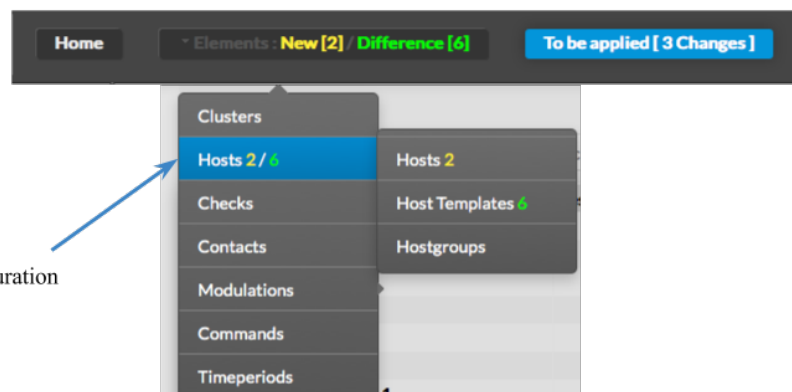 Home
Elements : New [2] / Difference [6]
To be applied [ 3 Changes ]
Clusters
Hosts 2 / 6
Hosts 2
Checks
Host Templates 6
Contacts
Hostgroups
Modulations
Commands
Timeperiods